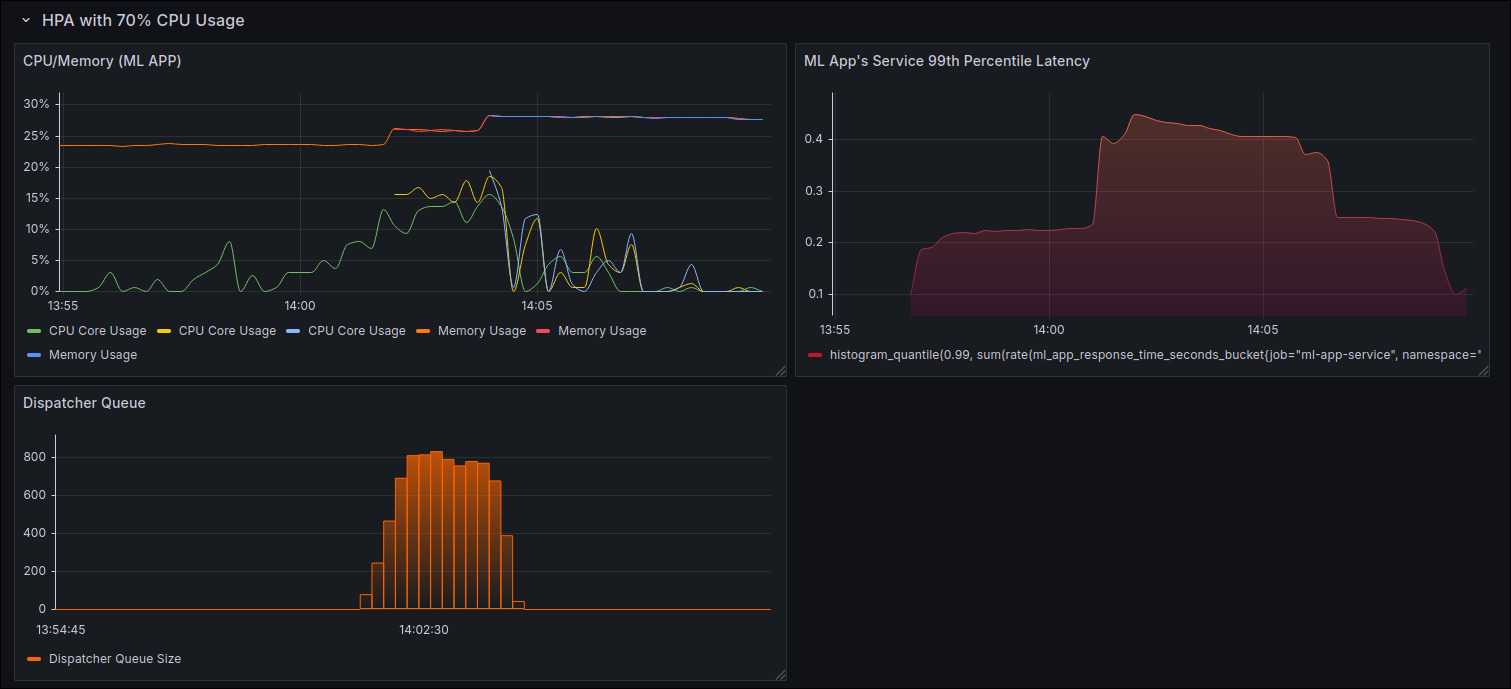 HPA with 70% CPU Usage
CPU/Memory (ML APP)
30%
25%
20%
15%
10%
5%
0%
13:55 14:00 14:05
CPU Core Usage CPU Core Usage CPU Core Usage Memory Usage Memory Usage
Memory Usage
ML App's Service 99th Percentile Latency
0.4
0.3
0.2
0.1
13:55 14:00 14:05
histogram_quantile(0.99, sum(rate(ml_app_response_time_seconds_bucket{job="ml-app-service", namespace="
Dispatcher Queue
800
600
400
200
0
13:54:45 14:02:30
Dispatcher Queue Size